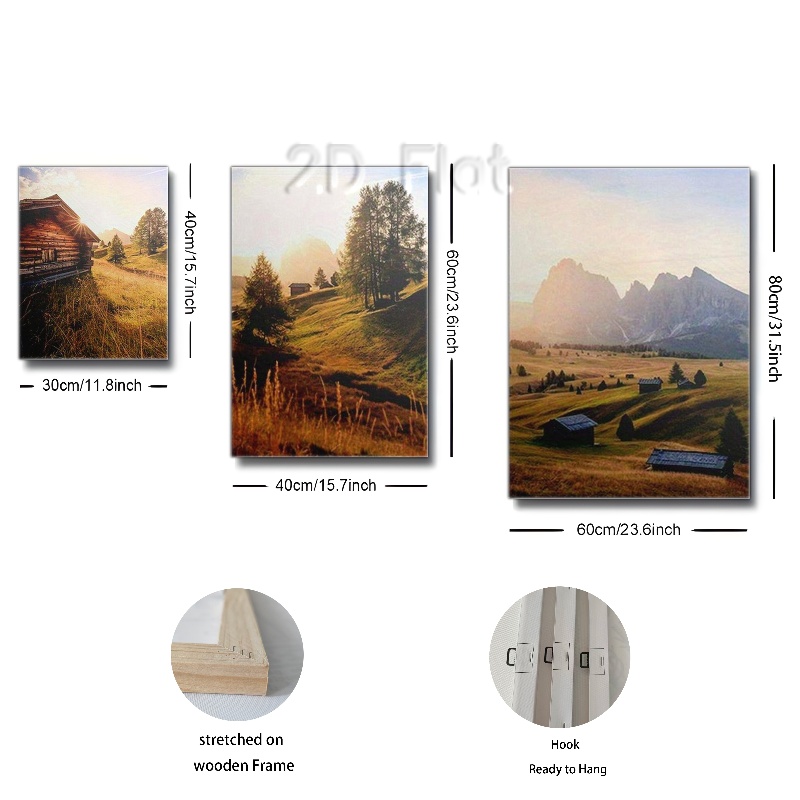 2D Flat
40cm/15.7inch
60cm/23.6inch
80cm/31.5inch
30cm/11.8inch
40cm/15.7inch
60cm/23.6inch
stretched on
wooden Frame
Hook
Ready to Hang